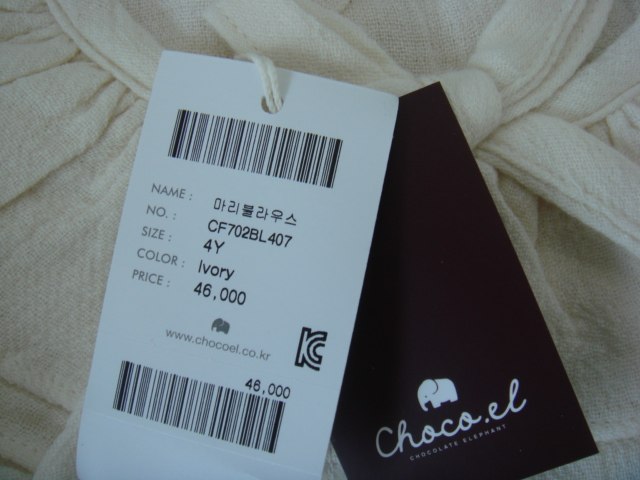 NAME : 마리블라우스
NO. : CF702BL407
SIZE : 4Y
COLOR : Ivory
PRICE : 46,000
www.chocoel.co.kr
KC
46,000
Choco.el
CHOCOLATE ELEPHANT